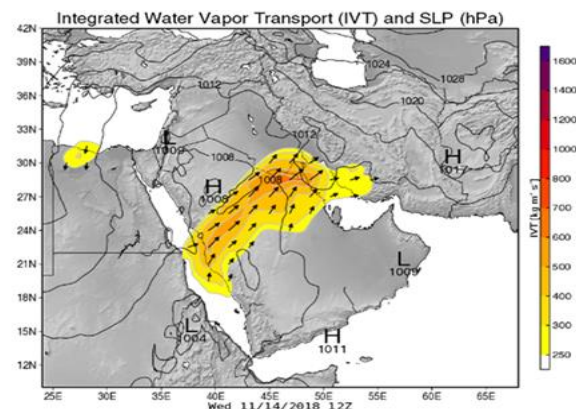 Integrated Water Vapor Transport (IVT) and SLP (hPa)
42N
39N
36N
33N
30N
27N
24N
21N
18N
15N
12N
1024
1028
1012
1020
1012
L
1009
1008
H
1017
H
1008
1008
L
1009
L
1004
H
1011
1600
1400
1200
1000
800
700
600
500
400
300
250
IVT (kg m⁻¹ s⁻¹)
25E 30E 35E 40E 45E 50E 55E 60E 65E
Wed 11/14/2018 12Z